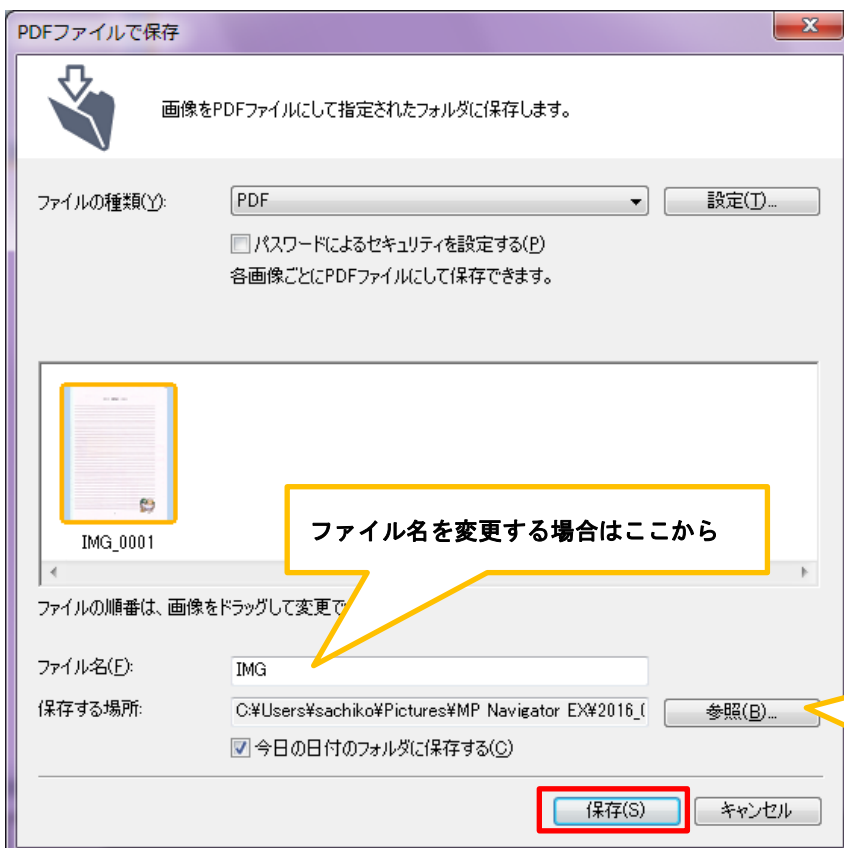 PDFファイルで保存
画像をPDFファイルにして指定されたフォルダに保存します。
ファイルの種類(Y):
PDF
設定(T)...
パスワードによるセキュリティを設定する(P)
各画像ごとにPDFファイルにして保存できます。
IMG_0001
ファイル名を変更する場合はここから
ファイルの順番は、画像をドラッグして変更で
ファイル名(F):
IMG
保存する場所:
C:¥Users¥sachiko¥Pictures¥MP Navigator EX¥2016_(
参照(B)...
今日の日付のフォルダに保存する(C)
保存(S)
キャンセル